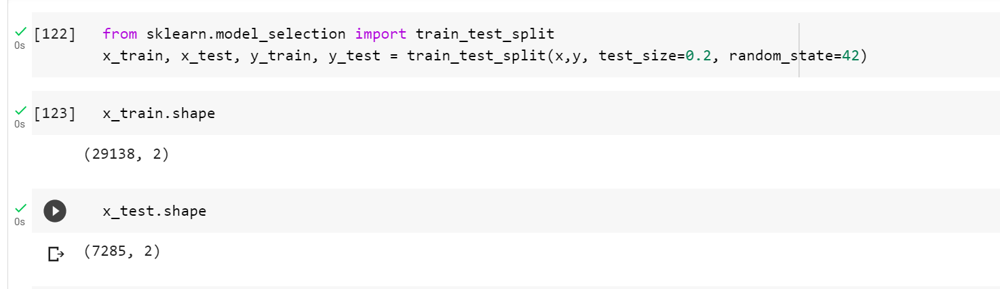 [122] from sklearn.model_selection import train_test_split
0s x_train, x_test, y_train, y_test = train_test_split(x,y, test_size=0.2, random_state=42)
[123] x_train.shape
0s
(29138, 2)
x_test.shape
0s
(7285, 2)